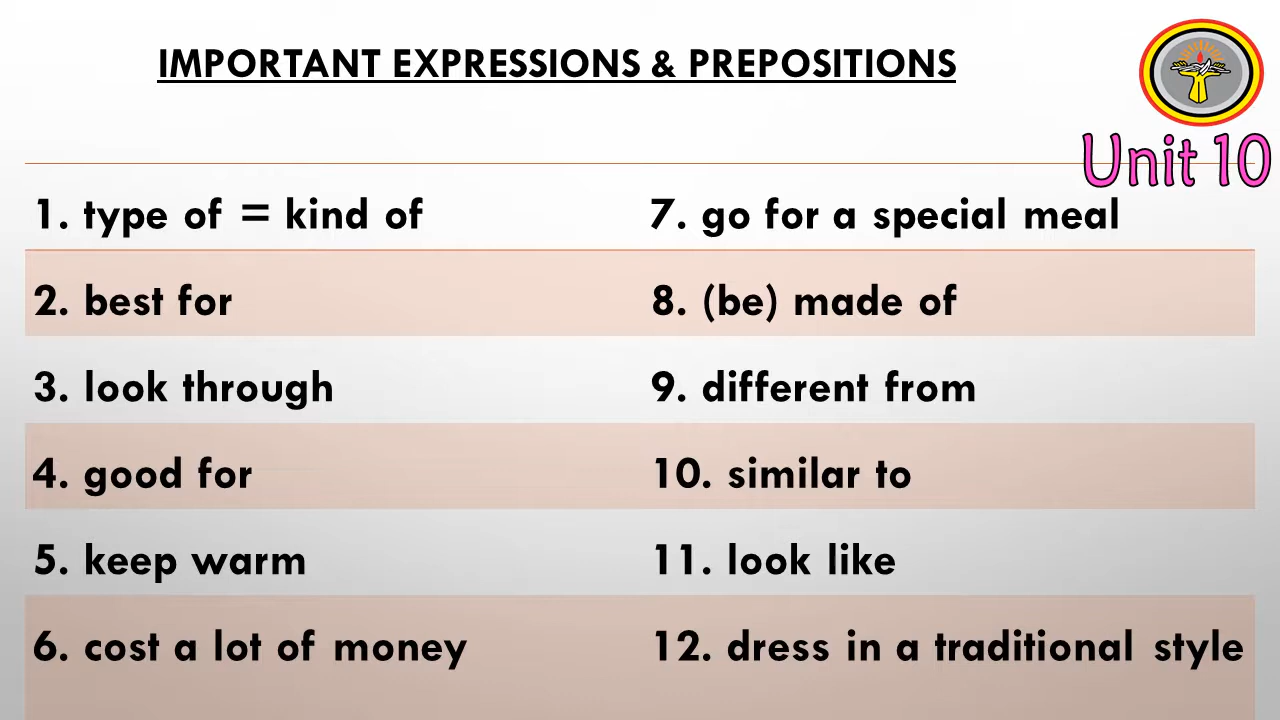 IMPORTANT EXPRESSIONS & PREPOSITIONS
Unit 10
1. type of = kind of
7. go for a special meal
2. best for
8. (be) made of
3. look through
9. different from
4. good for
10. similar to
5. keep warm
11. look like
6. cost a lot of money
12. dress in a traditional style